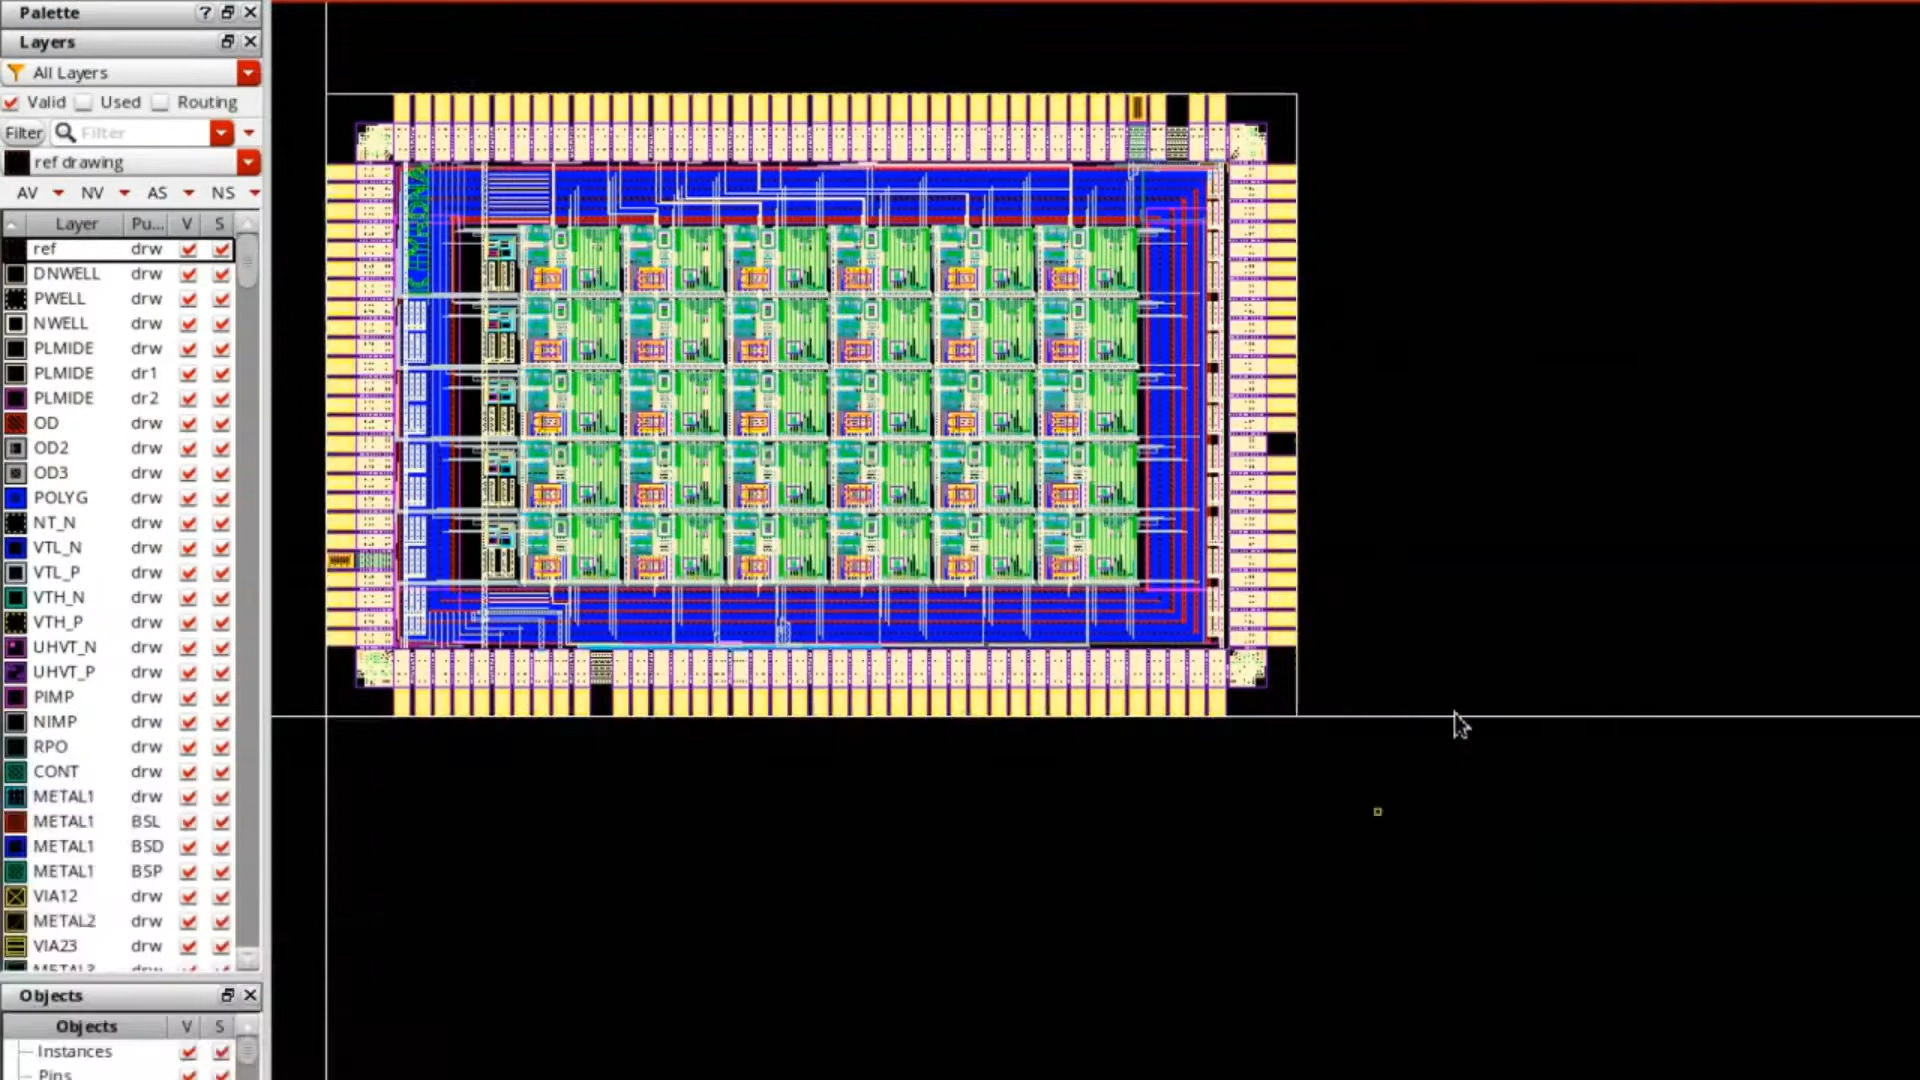 Palette
Layers
All Layers
Valid Used Routing
Filter Filter
ref drawing
AV NV AS NS
Layer Pu... V S
ref drw
DNWELL drw
PWELL drw
NWELL drw
PLMIDE drw
PLMIDE dr1
PLMIDE dr2
OD drw
OD2 drw
OD3 drw
POLYG drw
NT_N drw
VTL_N drw
VTL_P drw
VTH_N drw
VTH_P drw
UHVT_N drw
UHVT_P drw
PIMP drw
NIMP drw
RPO drw
CONT drw
METAL1 drw
METAL1 BSL
METAL1 BSD
METAL1 BSP
VIA12 drw
METAL2 drw
VIA23 drw
METAL3 drw
Objects
Objects V S
Instances
Pins